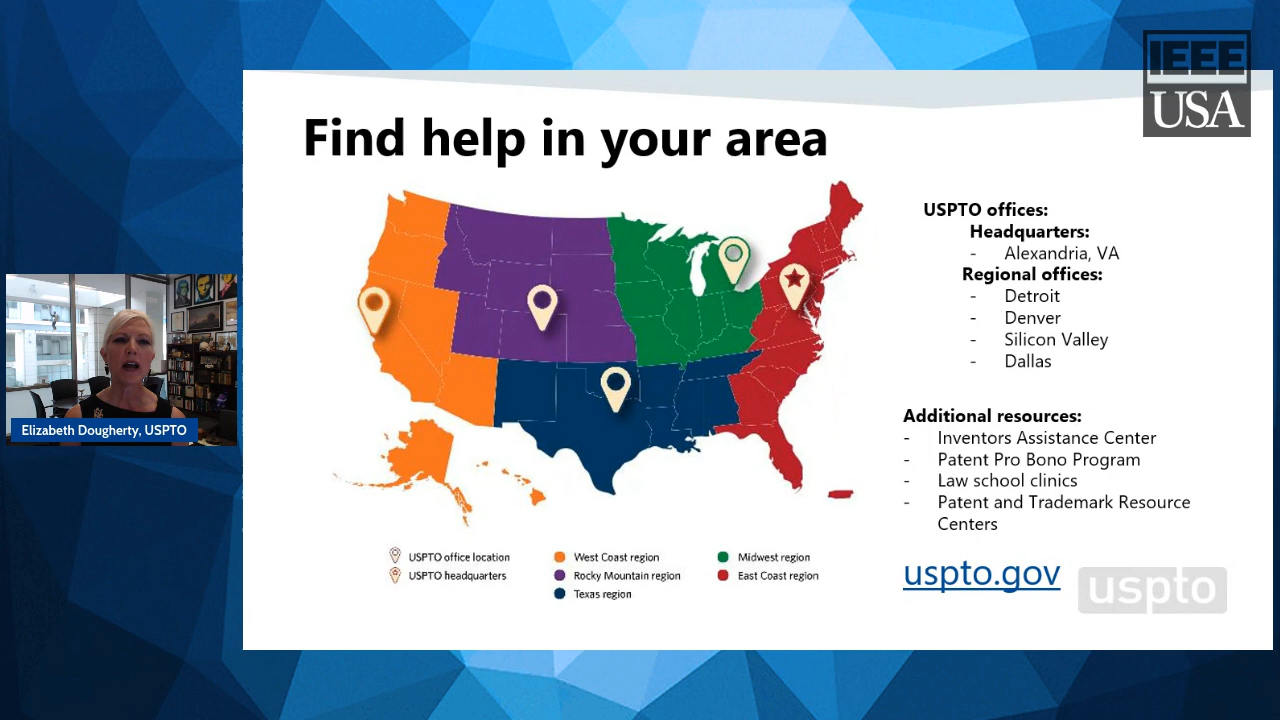 IEEE
USA
Find help in your area
USPTO offices:
Headquarters:
- Alexandria, VA
Regional offices:
- Detroit
- Denver
- Silicon Valley
- Dallas
Additional resources:
- Inventors Assistance Center
- Patent Pro Bono Program
- Law school clinics
- Patent and Trademark Resource
Centers
uspto.gov
uspto
USPTO office location
USPTO headquarters
West Coast region
Rocky Mountain region
Texas region
Midwest region
East Coast region
Elizabeth Dougherty, USPTO